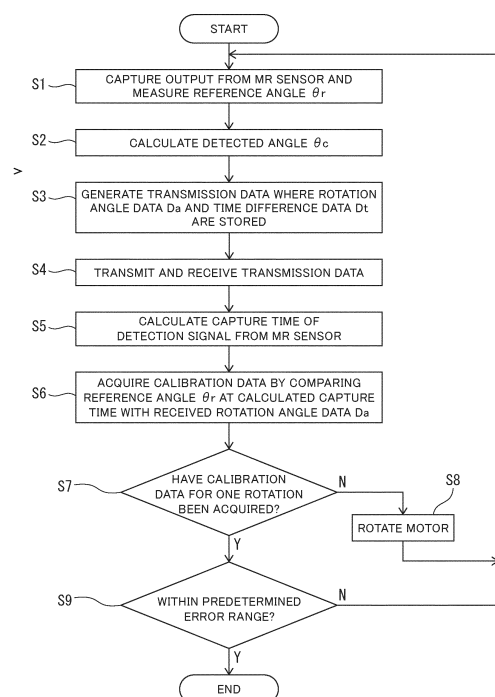 START
S1
CAPTURE OUTPUT FROM MR SENSOR AND
MEASURE REFERENCE ANGLE θr
S2
CALCULATE DETECTED ANGLE θc
S3
GENERATE TRANSMISSION DATA WHERE ROTATION
ANGLE DATA Da AND TIME DIFFERENCE DATA Dt
ARE STORED
S4
TRANSMIT AND RECEIVE TRANSMISSION DATA
S5
CALCULATE CAPTURE TIME OF
DETECTION SIGNAL FROM MR SENSOR
S6
ACQUIRE CALIBRATION DATA BY COMPARING
REFERENCE ANGLE θr AT CALCULATED CAPTURE
TIME WITH RECEIVED ROTATION ANGLE DATA Da
S7
HAVE CALIBRATION
DATA FOR ONE ROTATION
BEEN ACQUIRED?
N
S8
ROTATE MOTOR
Y
S9
WITHIN PREDETERMINED
ERROR RANGE?
N
Y
END